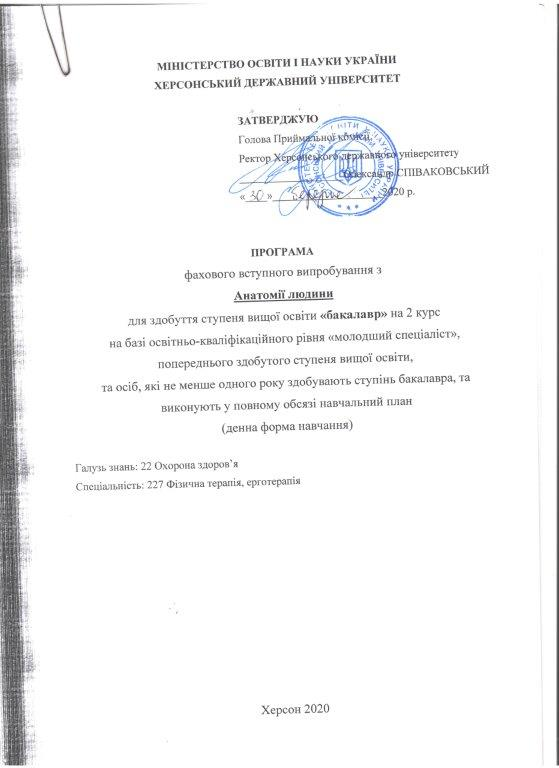 МІНІСТЕРСТВО ОСВІТИ І НАУКИ УКРАЇНИ
ХЕРСОНСЬКИЙ ДЕРЖАВНИЙ УНІВЕРСИТЕТ
ЗАТВЕРДЖУЮ
Голова Приймальної комісії,
Ректор Херсонського державного університету
Олександр СПІВАКОВСЬКИЙ
« 30 » березня 2020 р.
ПРОГРАМА
фахового вступного випробування з
Анатомії людини
для здобуття ступеня вищої освіти «бакалавр» на 2 курс
на базі освітньо-кваліфікаційного рівня «молодший спеціаліст»,
попереднього здобутого ступеня вищої освіти,
та осіб, які не менше одного року здобувають ступінь бакалавра, та
виконують у повному обсязі навчальний план
(денна форма навчання)
Галузь знань: 22 Охорона здоров’я
Спеціальність: 227 Фізична терапія, ерготерапія
Херсон 2020